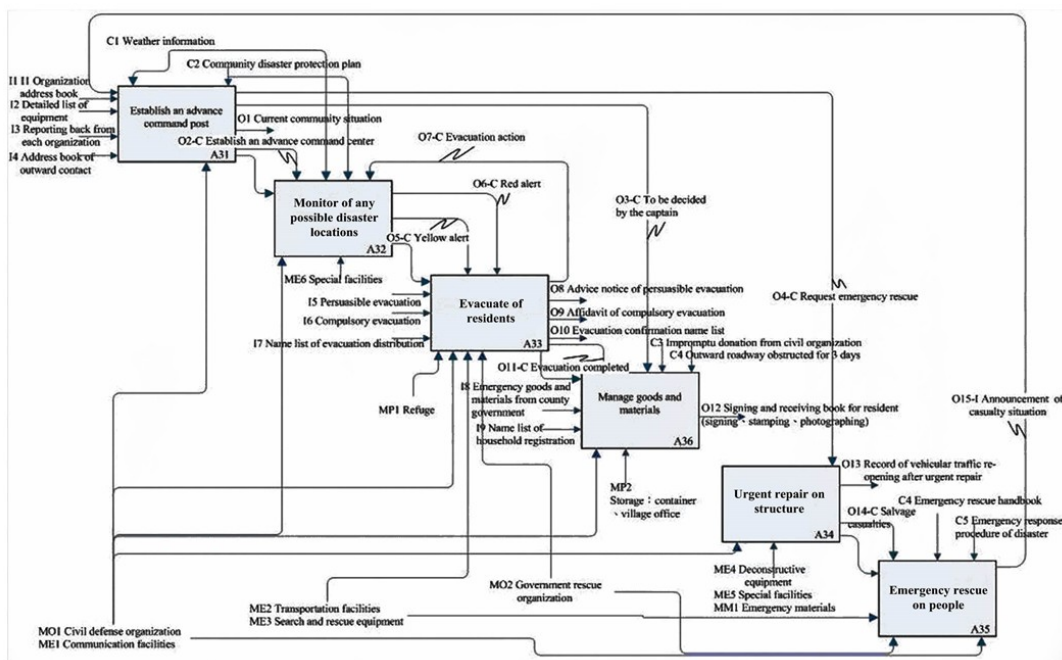 C1 Weather information
C2 Community disaster protection plan
I1 I1 Organization
address book
I2 Detailed list of
equipment
I3 Reporting back from
each organization
I4 Address book of
outward contact
Establish an advance
command post
A31
O1 Current community situation
O2-C Establish an advance command center
O7-C Evacuation action
O6-C Red alert
Monitor of any
possible disaster
locations
A32
O5-C Yellow alert
O3-C To be decided
by the captain
O4-C Request emergency rescue
ME6 Special facilities
I5 Persuasible evacuation
I6 Compulsory evacuation
I7 Name list of evacuation distribution
Evacuate of
residents
A33
O8 Advice notice of persuasible evacuation
O9 Affidavit of compulsory evacuation
O10 Evacuation confirmation name list
C3 Impromptu donation from civil organization
C4 Outward roadway obstructed for 3 days
O11-C Evacuation completed
MP1 Refuge
I8 Emergency goods and
materials from county
government
I9 Name list of
household registration
Manage goods and
materials
A36
O12 Signing and receiving book for resident
(signing、stamping、photographing)
O15-I Announcement of
casualty situation
MP2
Storage：container
、village office
Urgent repair on
structure
A34
O13 Record of vehicular traffic re-
opening after urgent repair
O14-C Salvage
casualties
C4 Emergency rescue handbook
C5 Emergency response
procedure of disaster
ME4 Deconstructive
equipment
ME5 Special facilities
MM1 Emergency materials
Emergency rescue
on people
A35
MO2 Government rescue
organization
ME2 Transportation facilities
ME3 Search and rescue equipment
MO1 Civil defense organization
ME1 Communication facilities